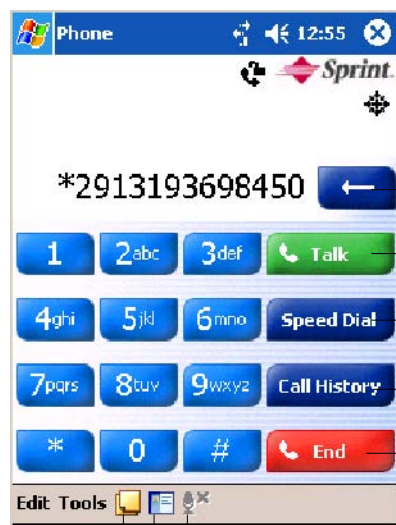 Phone 12:55
Sprint
*2913193698450
1 2abc 3def Talk
4ghi 5jkl 6mno Speed Dial
7pqrs 8tuv 9wxyz Call History
* 0 # End
Edit Tools